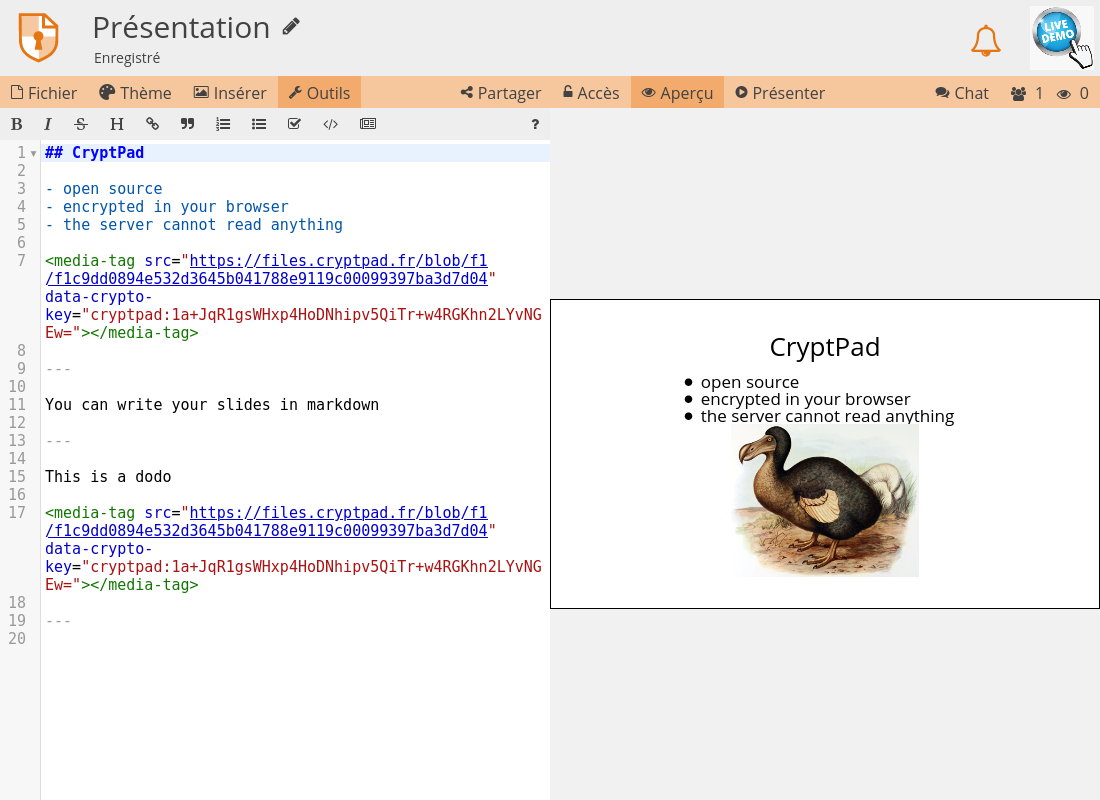 Présentation
Enregistré
LIVE DEMO
Fichier Thème Insérer Outils Partager Accès Aperçu Présenter Chat 1 0
B I S H ?
1 ## CryptPad
2
3 - open source
4 - encrypted in your browser
5 - the server cannot read anything
6
7 <media-tag src="https://files.cryptpad.fr/blob/f1
/f1c9dd0894e532d3645b041788e9119c00099397ba3d7d04"
data-crypto-
key="cryptpad:1a+JqR1gsWHxp4HoDNhipv5QiTr+w4RGKhn2LYvNG
Ew="></media-tag>
8
9 ---
10
11 You can write your slides in markdown
12
13 ---
14
15 This is a dodo
16
17 <media-tag src="https://files.cryptpad.fr/blob/f1
/f1c9dd0894e532d3645b041788e9119c00099397ba3d7d04"
data-crypto-
key="cryptpad:1a+JqR1gsWHxp4HoDNhipv5QiTr+w4RGKhn2LYvNG
Ew="></media-tag>
18
19 ---
20
CryptPad
• open source
• encrypted in your browser
• the server cannot read anything